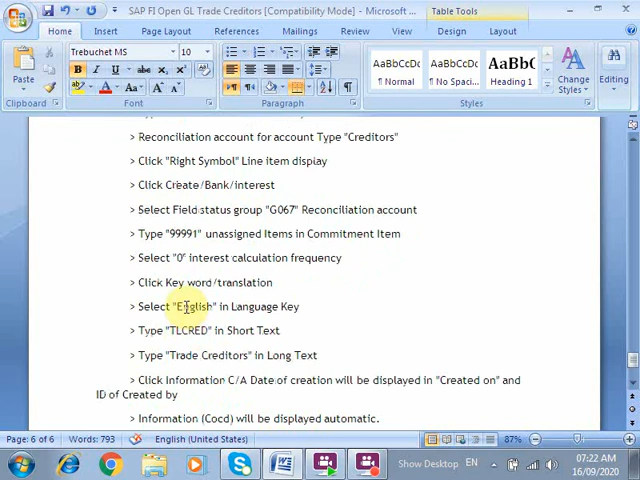 SAP FI Open GL Trade Creditors [Compatibility Mode] - Microsoft...
Table Tools
Home Insert Page Layout References Mailings Review View Design Layout
Paste
Clipboard
Trebuchet MS 10
B I U
Aa A A
Font
Paragraph
AaBbCcDc AaBbCcDc AaBbCc
¶ Normal ¶ No Spaci... Heading 1
Change Styles
Styles
Editing
> Reconciliation account for account Type "Creditors"
> Click "Right Symbol" Line item display
> Click Create/Bank/interest
> Select Field status group "G067" Reconciliation account
> Type "99991" unassigned Items in Commitment Item
> Select "0" interest calculation frequency
> Click Key word/translation
> Select "English" in Language Key
> Type "TLCRED" in Short Text
> Type "Trade Creditors" in Long Text
> Click Information C/A Date of creation will be displayed in "Created on" and
ID of Created by
> Information (Cocd) will be displayed automatic.
Page: 6 of 6 Words: 793 English (United States) 87%
Show Desktop EN 07:22 AM
16/09/2020